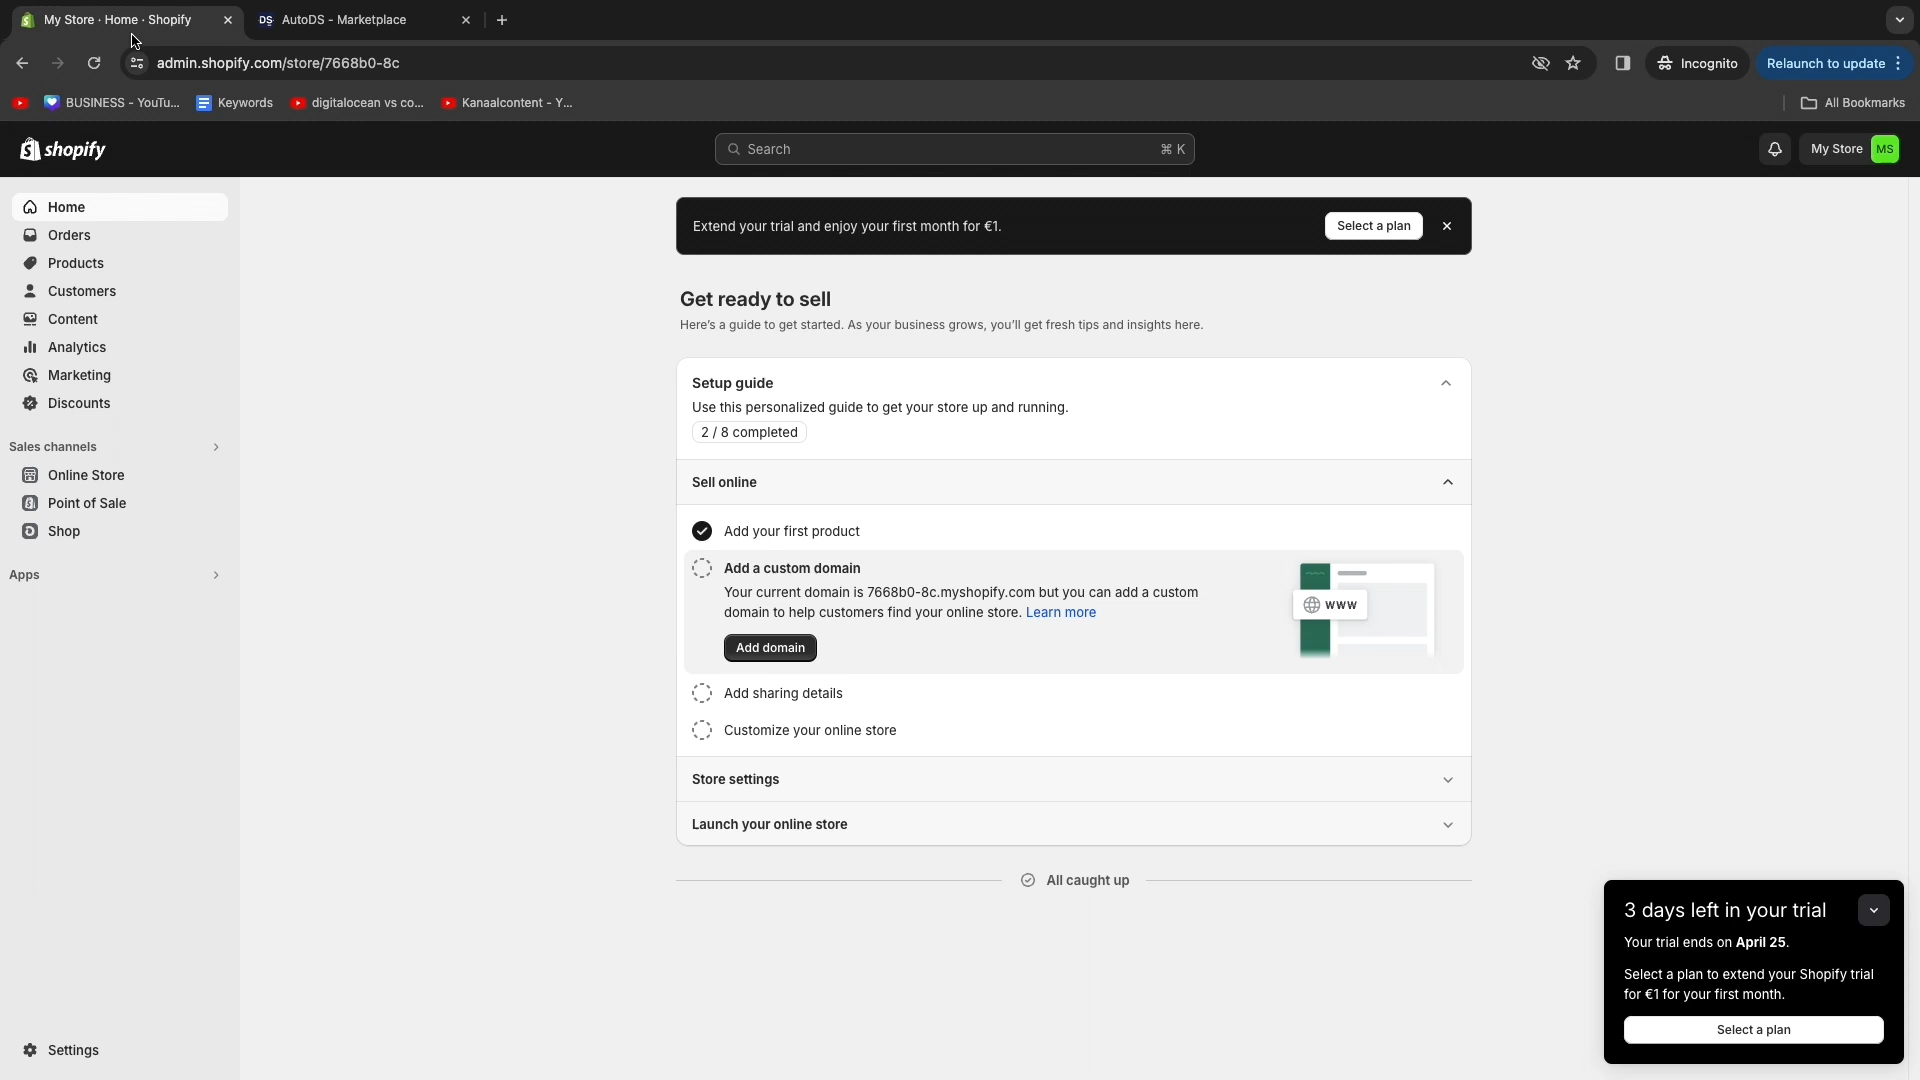 My Store · Home · Shopify
DS AutoDS - Marketplace
admin.shopify.com/store/7668b0-8c
Incognito
Relaunch to update
BUSINESS - YouTu...
Keywords
digitalocean vs co...
Kanaalcontent - Y...
All Bookmarks
shopify
Search
⌘ K
My Store
MS
Home
Orders
Products
Customers
Content
Analytics
Marketing
Discounts
Sales channels
Online Store
Point of Sale
Shop
Apps
Settings
Extend your trial and enjoy your first month for €1.
Select a plan
Get ready to sell
Here's a guide to get started. As your business grows, you'll get fresh tips and insights here.
Setup guide
Use this personalized guide to get your store up and running.
2 / 8 completed
Sell online
Add your first product
Add a custom domain
Your current domain is 7668b0-8c.myshopify.com but you can add a custom
domain to help customers find your online store. Learn more
www
Add domain
Add sharing details
Customize your online store
Store settings
Launch your online store
All caught up
3 days left in your trial
Your trial ends on April 25.
Select a plan to extend your Shopify trial
for €1 for your first month.
Select a plan